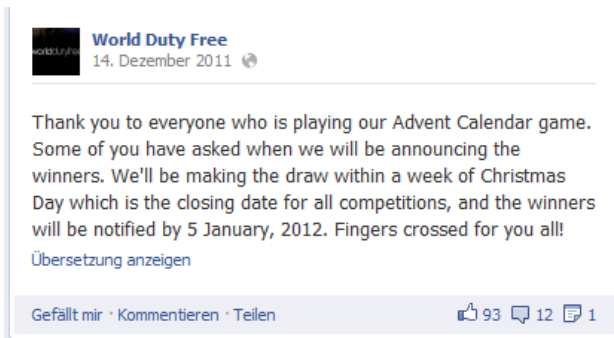 World Duty Free
14. Dezember 2011
Thank you to everyone who is playing our Advent Calendar game.
Some of you have asked when we will be announcing the
winners. We'll be making the draw within a week of Christmas
Day which is the closing date for all competitions, and the winners
will be notified by 5 January, 2012. Fingers crossed for you all!
Übersetzung anzeigen
Gefällt mir · Kommentieren · Teilen 93 12 1